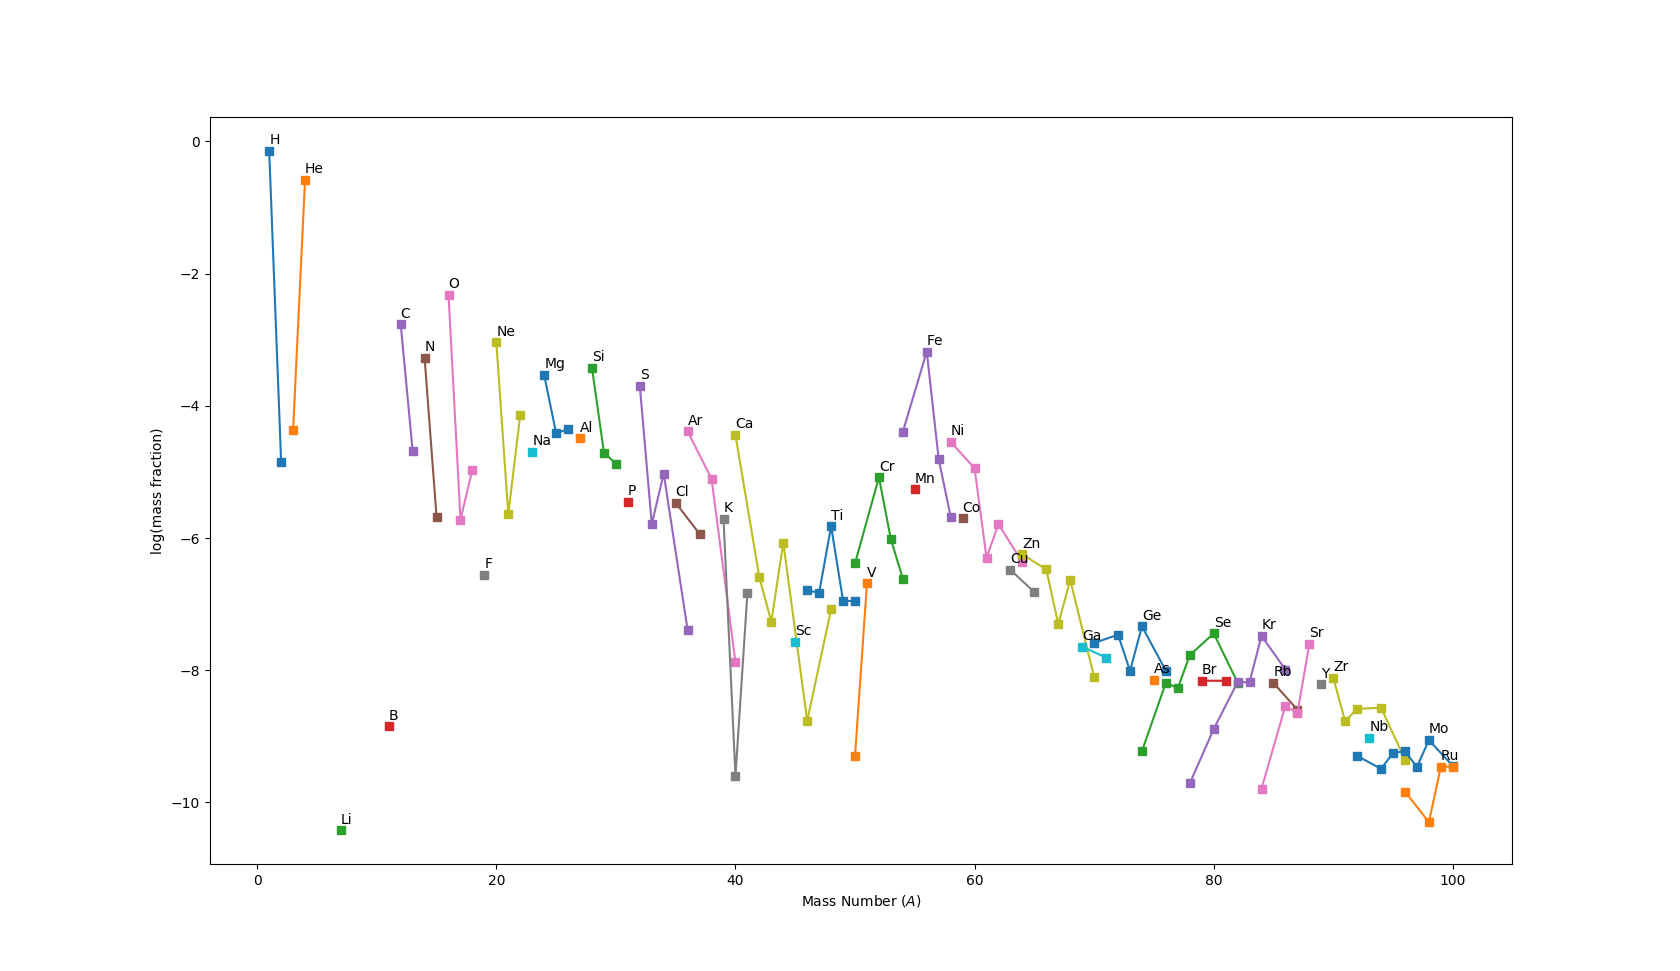 H
He
Li
B
C
N
O
F
Ne
Na
Mg
Al
Si
P
S
Cl
Ar
K
Ca
Sc
Ti
V
Cr
Mn
Fe
Co
Ni
Cu
Zn
Ga
Ge
As
Se
Br
Kr
Rb
Sr
Y
Zr
Nb
Mo
Ru
0
−2
−4
−6
−8
−10
log(mass fraction)
0 20 40 60 80 100
Mass Number (A)